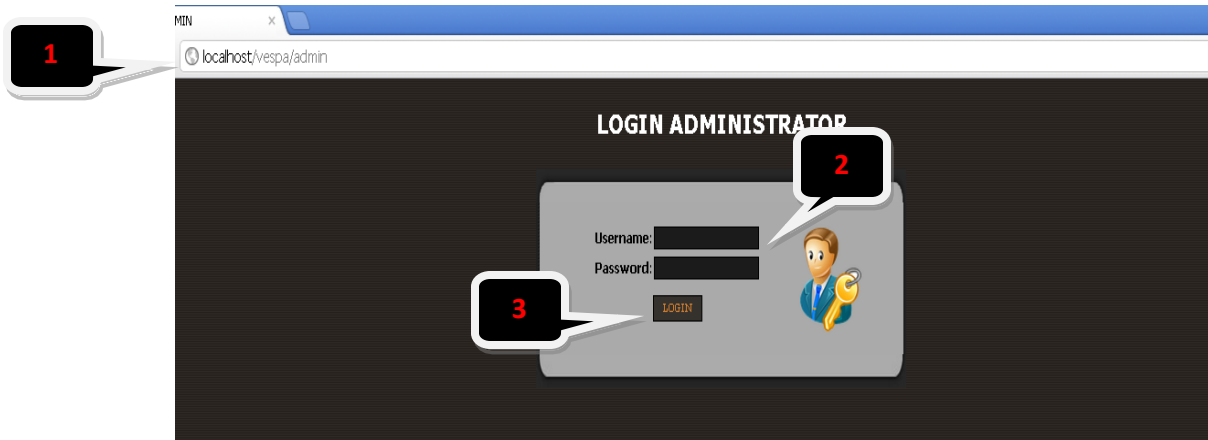 MIN
1
localhost/vespa/admin
LOGIN ADMINISTRATOR
2
Username:
Password:
3
LOGIN